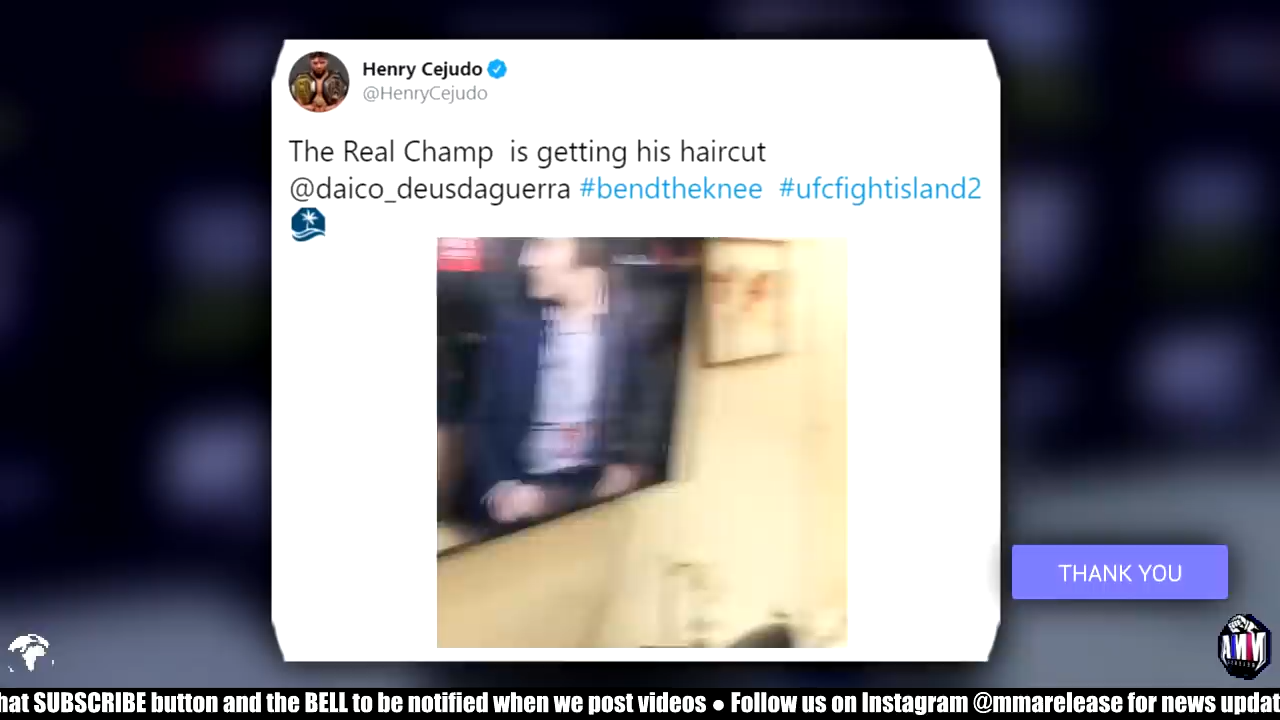 Henry Cejudo
@HenryCejudo
The Real Champ is getting his haircut
@daico_deusdaguerra #bendtheknee #ufcfightisland2
THANK YOU
hat SUBSCRIBE button and the BELL to be notified when we post videos ● Follow us on Instagram @mmarelease for news updat